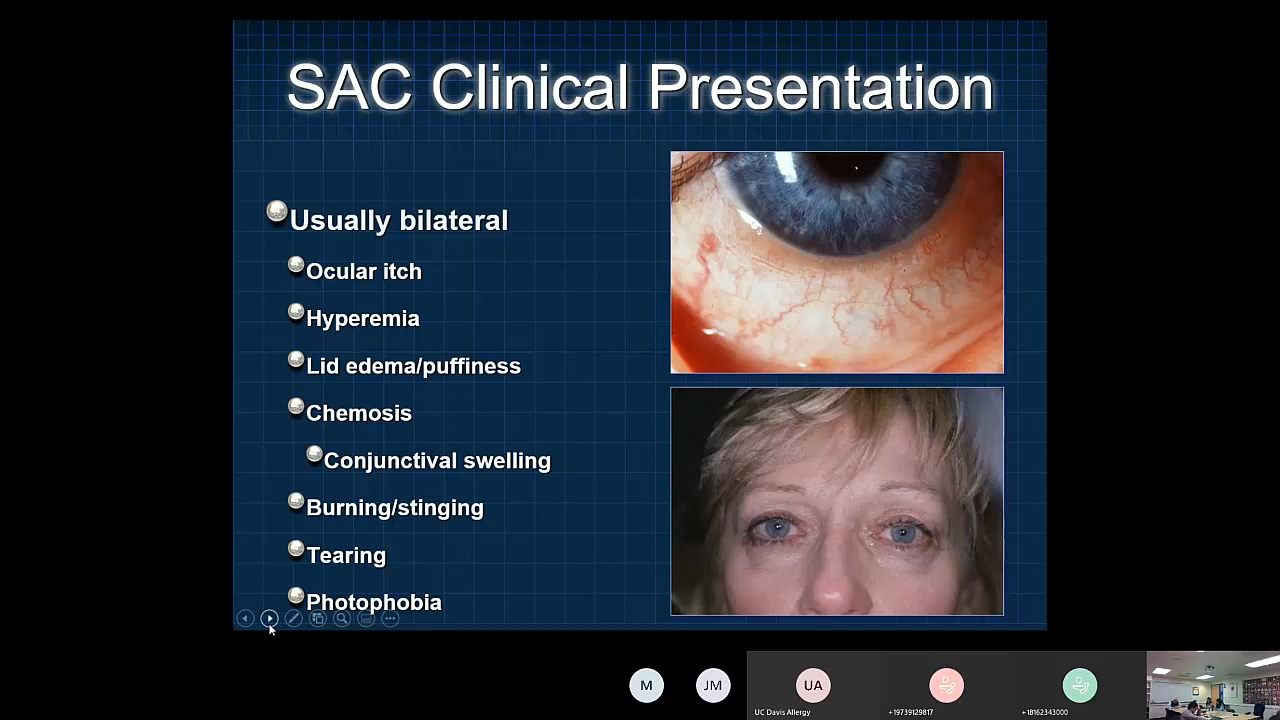 SAC Clinical Presentation
Usually bilateral
Ocular itch
Hyperemia
Lid edema/puffiness
Chemosis
Conjunctival swelling
Burning/stinging
Tearing
Photophobia
M
JM
UA
UC Davis Allergy
+19739129817
+18162343000